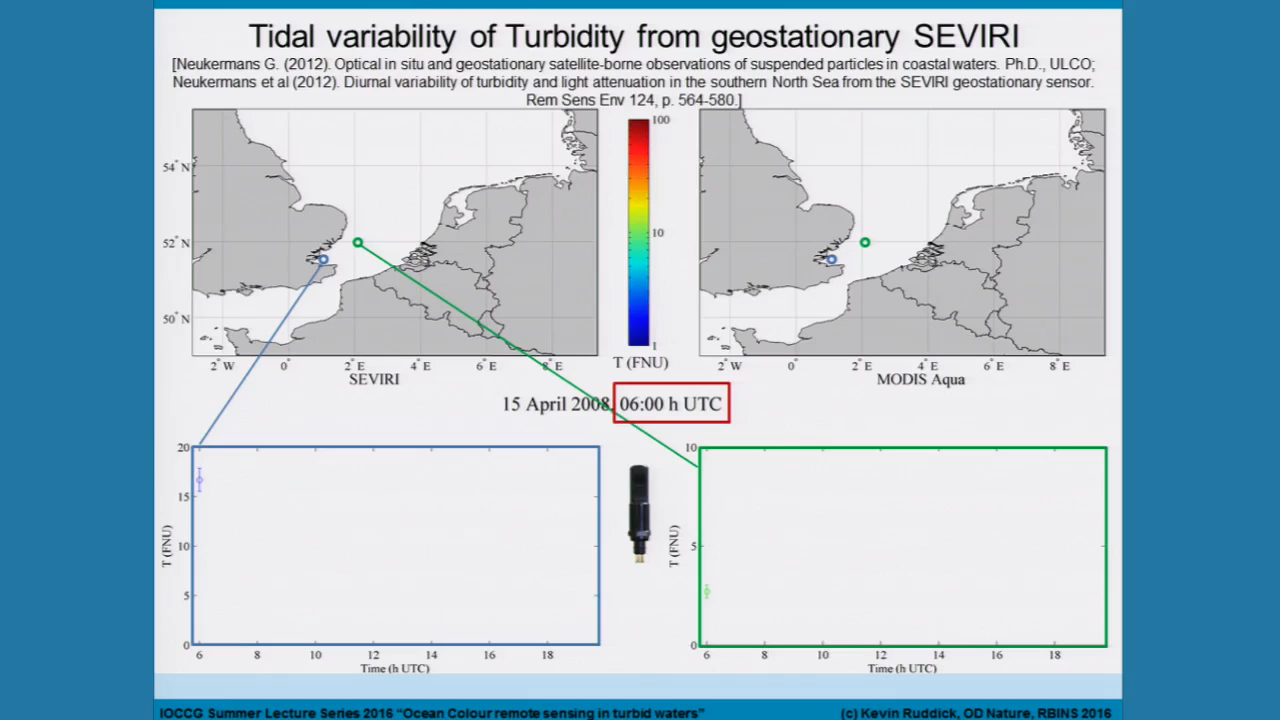 Tidal variability of Turbidity from geostationary SEVIRI
[Neukermans G. (2012). Optical in situ and geostationary satellite-borne observations of suspended particles in coastal waters. Ph.D., ULCO;
Neukermans et al (2012). Diurnal variability of turbidity and light attenuation in the southern North Sea from the SEVIRI geostationary sensor.
Rem Sens Env 124, p. 564-580.]
54° N
52° N
50° N
2° W
0°
2° E
4° E
6° E
8° E
SEVIRI
100
10
1
T (FNU)
2° W
0°
2° E
4° E
6° E
8° E
MODIS Aqua
15 April 2008, 06:00 h UTC
20
15
10
5
0
T (FNU)
6
8
10
12
14
16
18
Time (h UTC)
10
5
0
T (FNU)
6
8
10
12
14
16
18
Time (h UTC)
IOCCG Summer Lecture Series 2016 “Ocean Colour remote sensing in turbid waters”
(c) Kevin Ruddick, OD Nature, RBINS 2016